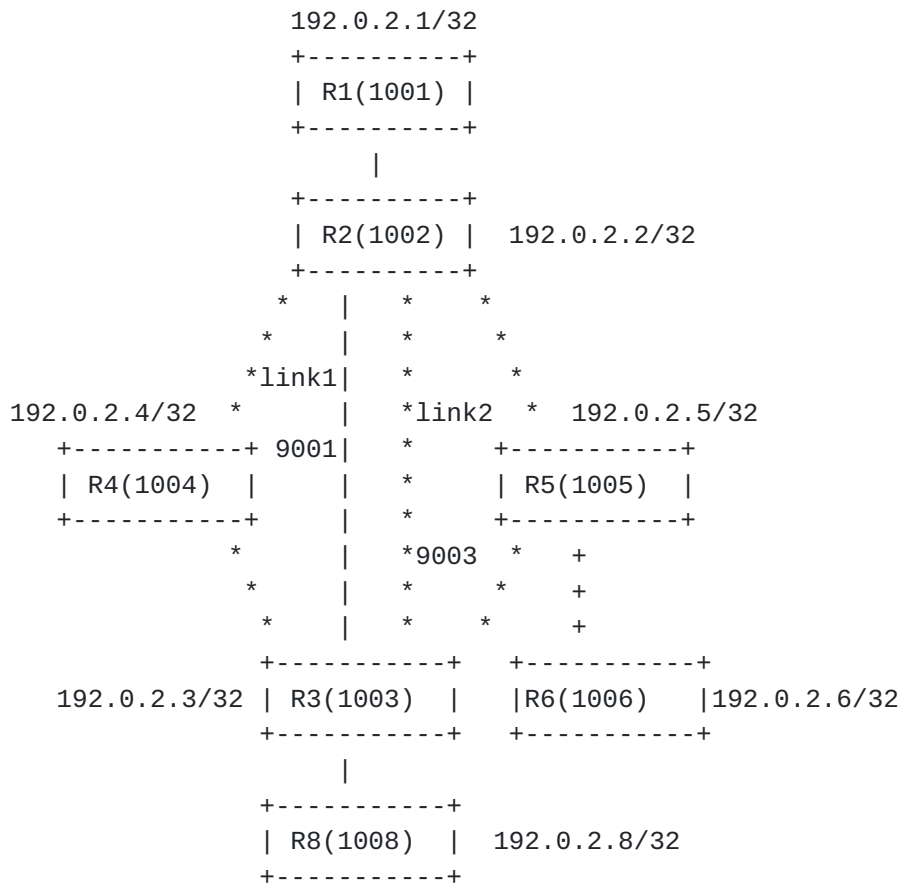 192.0.2.1/32
R1(1001)
R2(1002) 192.0.2.2/32
link1
192.0.2.4/32 link2 192.0.2.5/32
9001
R4(1004) R5(1005)
9003
192.0.2.3/32 R3(1003) R6(1006) 192.0.2.6/32
R8(1008) 192.0.2.8/32